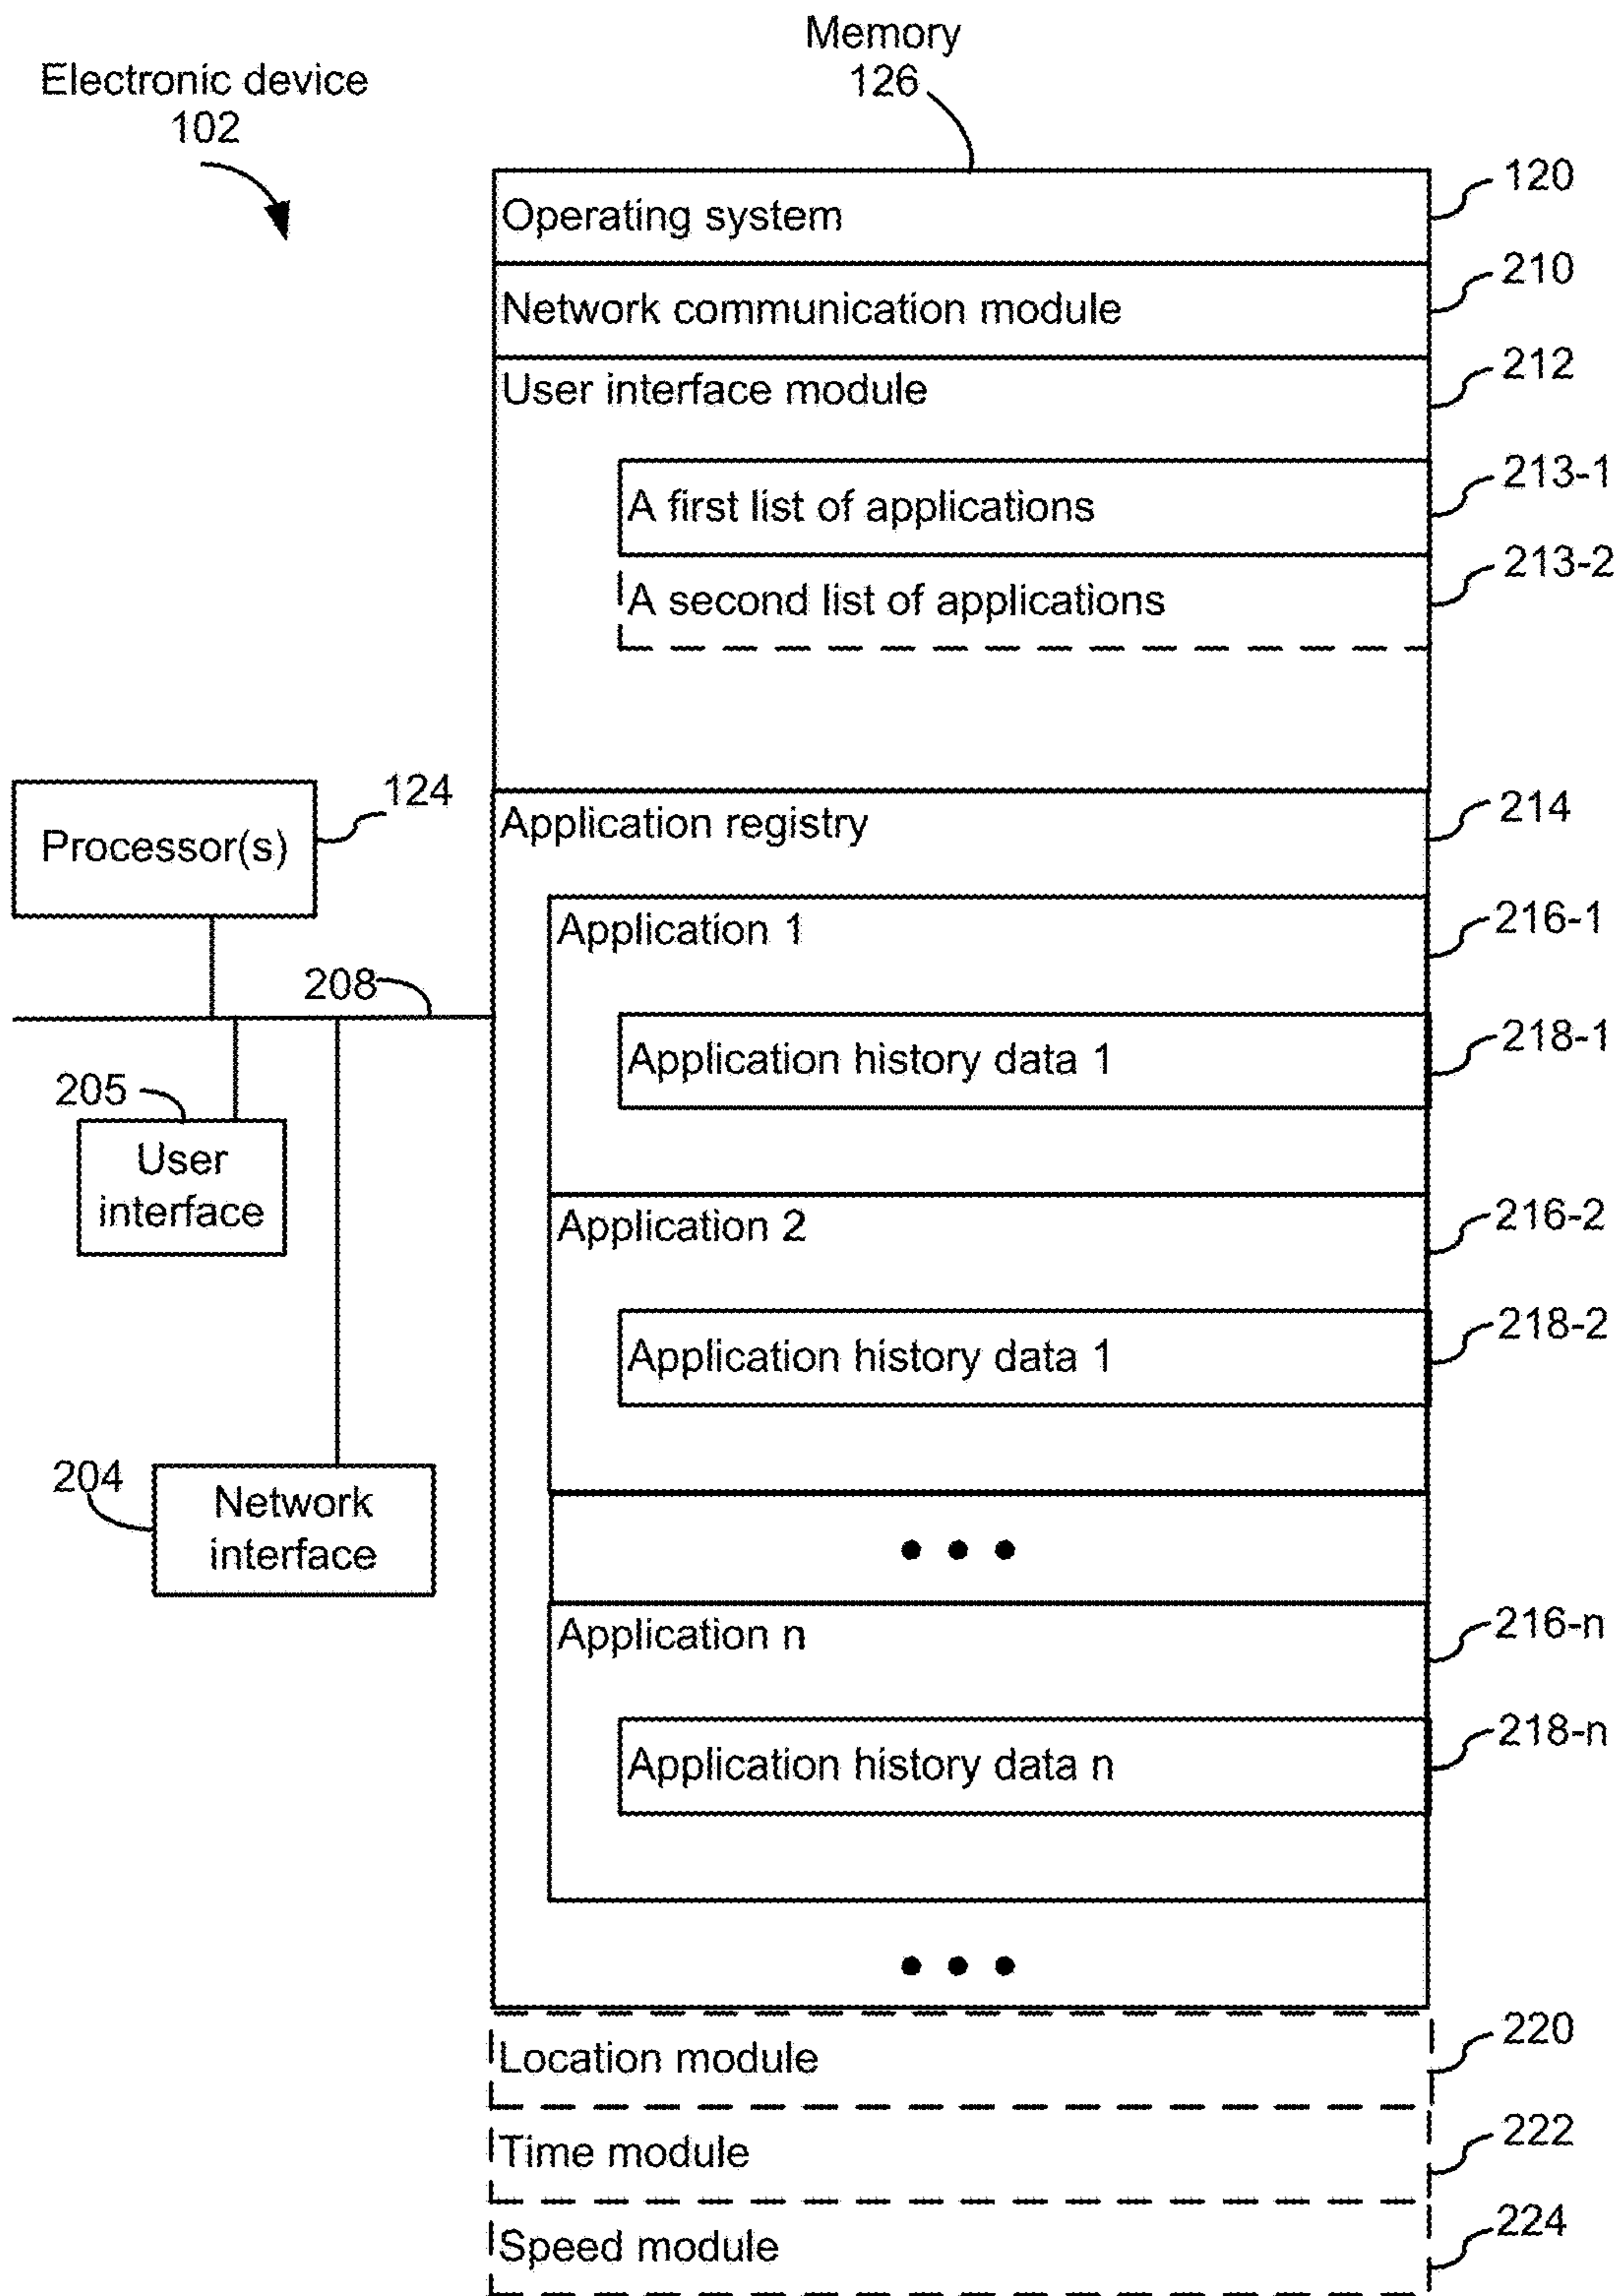 Memory
126
Electronic device
102
Operating system
120
Network communication module
210
User interface module
212
A first list of applications
213-1
A second list of applications
213-2
Processor(s)
124
Application registry
214
Application 1
216-1
208
Application history data 1
218-1
205
User
interface
Application 2
216-2
Application history data 1
218-2
204
Network
interface
• • •
Application n
216-n
Application history data n
218-n
• • •
Location module
220
Time module
222
Speed module
224